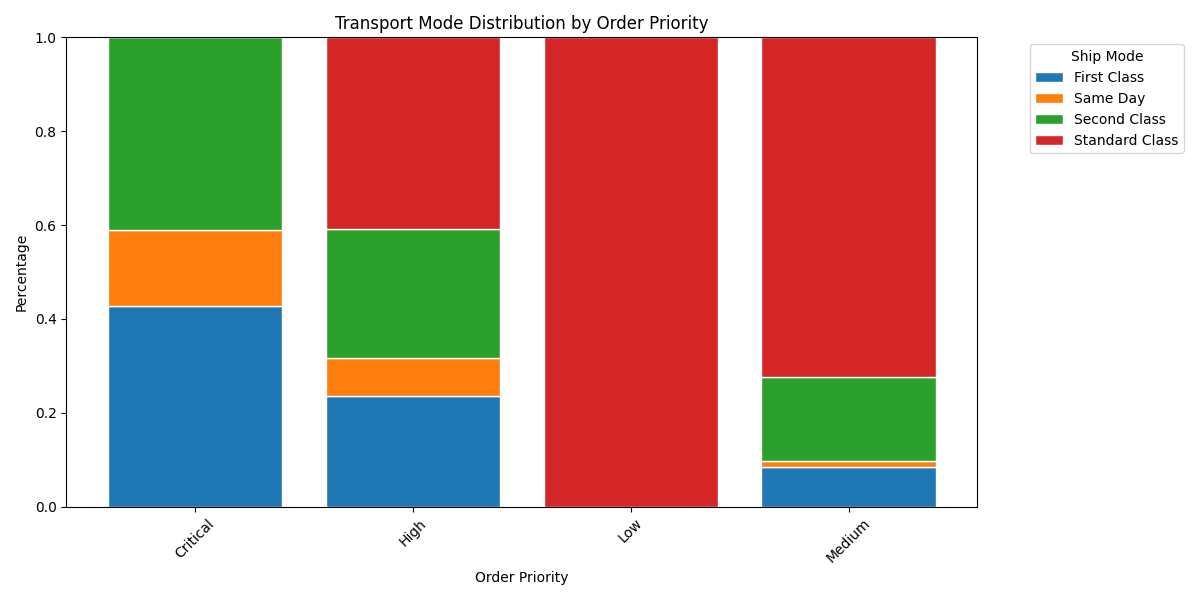 Transport Mode Distribution by Order Priority
Percentage
1.0
0.8
0.6
0.4
0.2
0.0
Critical
High
Low
Medium
Order Priority
Ship Mode
First Class
Same Day
Second Class
Standard Class